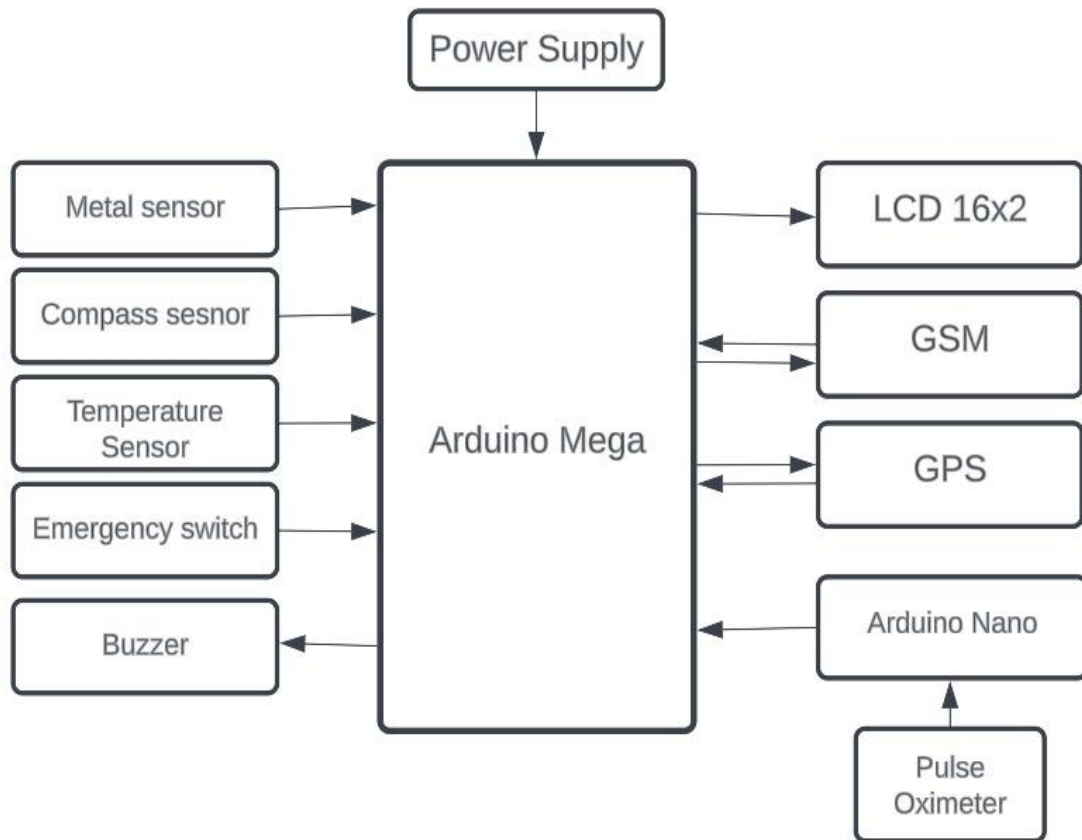 Power Supply
Metal sensor
Compass sesnor
Temperature
Sensor
Emergency switch
Buzzer
Arduino Mega
LCD 16x2
GSM
GPS
Arduino Nano
Pulse
Oximeter